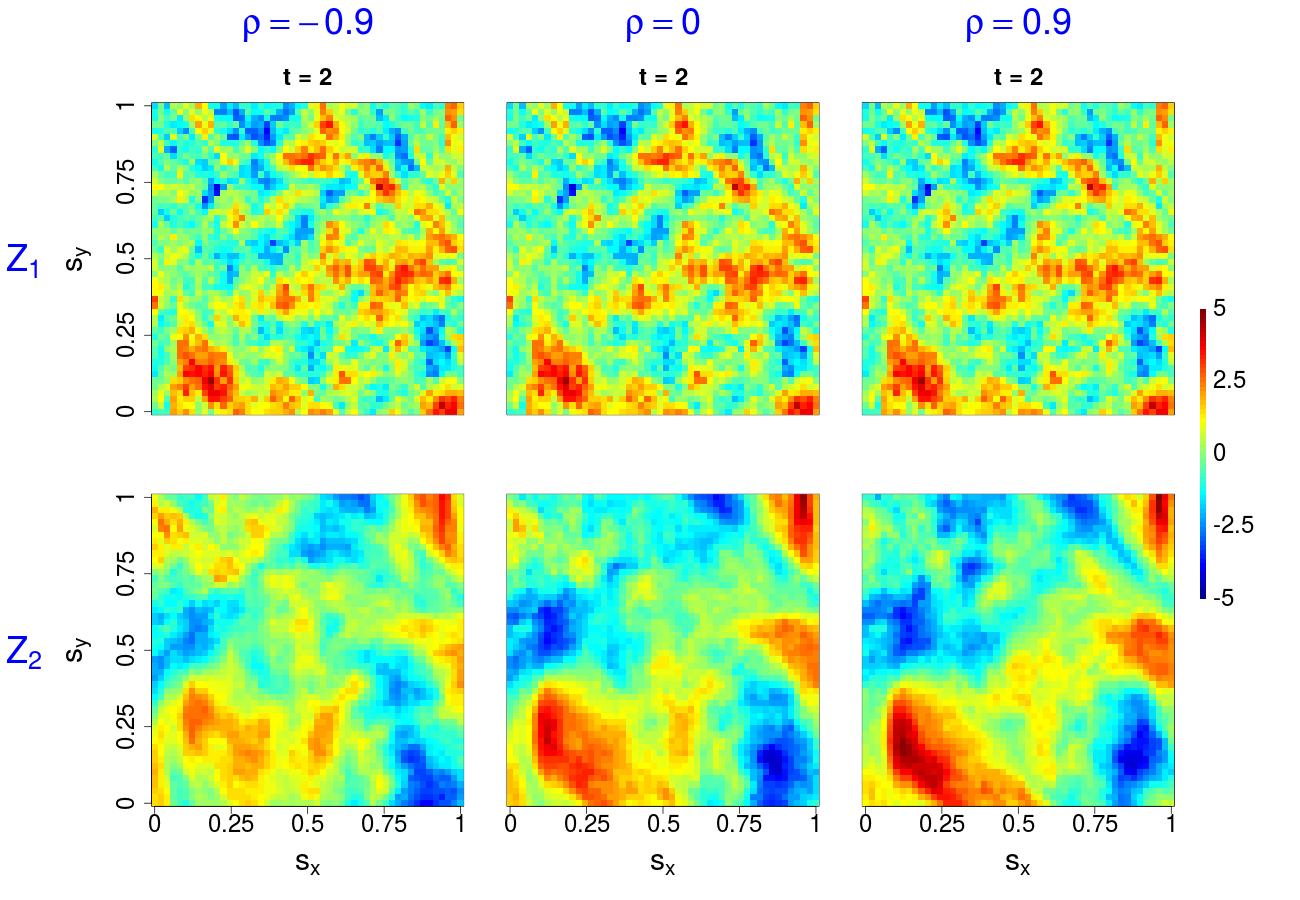 ρ = − 0.9 ρ = 0 ρ = 0.9
t = 2 t = 2 t = 2
Z1
sy
1
0.75
0.5
0.25
0
5
2.5
0
-2.5
-5
Z2
sy
1
0.75
0.5
0.25
0
0 0.25 0.5 0.75 1 0 0.25 0.5 0.75 1 0 0.25 0.5 0.75 1
sx sx sx